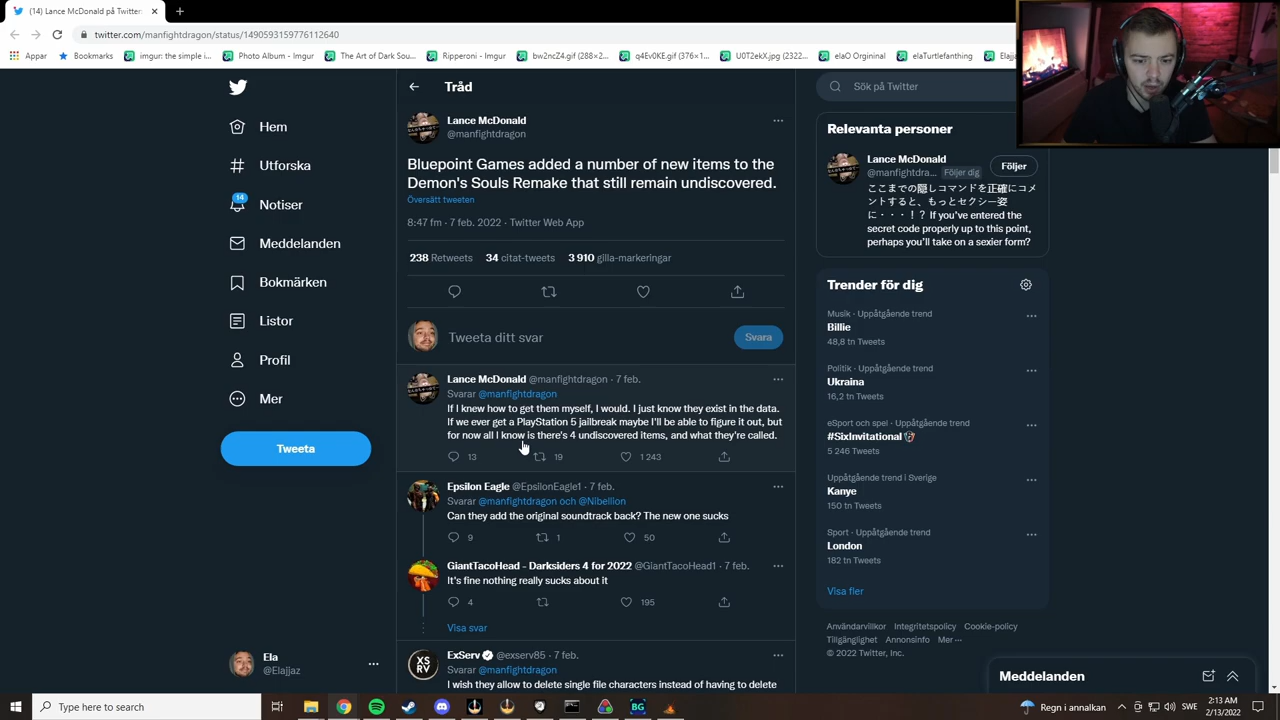 (14) Lance McDonald på Twitter:
twitter.com/manfightdragon/status/1490593159776112640
Appar
Bookmarks
imgur: the simple i...
Photo Album - Imgur
The Art of Dark Sou...
Ripperoni - Imgur
bw2ncZ4.gif (288×2...
q4Ev0KE.gif (376×1...
U0T2ekX.jpg (2322...
elaO Orgininal
elaTurtlefanthing
Elajj
Hem
Utforska
14
Notiser
Meddelanden
Bokmärken
Listor
Profil
Mer
Tweeta
Ela
@Elajjaz
Tråd
Lance McDonald
@manfightdragon
Bluepoint Games added a number of new items to the
Demon's Souls Remake that still remain undiscovered.
Översätt tweeten
8:47 fm · 7 feb. 2022 · Twitter Web App
238 Retweets 34 citat-tweets 3 910 gilla-markeringar
Tweeta ditt svar
Svara
Lance McDonald @manfightdragon · 7 feb.
Svarar @manfightdragon
If I knew how to get them myself, I would. I just know they exist in the data.
If we ever get a PlayStation 5 jailbreak maybe I'll be able to figure it out, but
for now all I know is there's 4 undiscovered items, and what they're called.
13 19 1 243
Epsilon Eagle @EpsilonEagle1 · 7 feb.
Svarar @manfightdragon och @Nibellion
Can they add the original soundtrack back? The new one sucks
9 1 50
GiantTacoHead - Darksiders 4 for 2022 @GiantTacoHead1 · 7 feb.
It's fine nothing really sucks about it
4 195
Visa svar
XS
RV
ExServ @exserv85 · 7 feb.
Svarar @manfightdragon
I wish they allow to delete single file characters instead of having to delete
Sök på Twitter
Relevanta personer
Lance McDonald
@manfightdra... Följer dig
Följer
ここまでの隠しコマンドを正確にコメ
ントすると、もっとセクシー姿
に・・・！？ If you've entered the
secret code properly up to this point,
perhaps you'll take on a sexier form?
Trender för dig
Musik · Uppåtgående trend
Billie
48,8 tn Tweets
Politik · Uppåtgående trend
Ukraina
16,2 tn Tweets
eSport och spel · Uppåtgående trend
#SixInvitational
5 246 Tweets
Uppåtgående trend i Sverige
Kanye
150 tn Tweets
Sport · Uppåtgående trend
London
182 tn Tweets
Visa fler
Användarvillkor Integritetspolicy Cookie-policy
Tillgänglighet Annonsinfo Mer ···
© 2022 Twitter, Inc.
Meddelanden
Type here to search
BG
Regn i annalkan
SWE
2:13 AM
2/13/2022